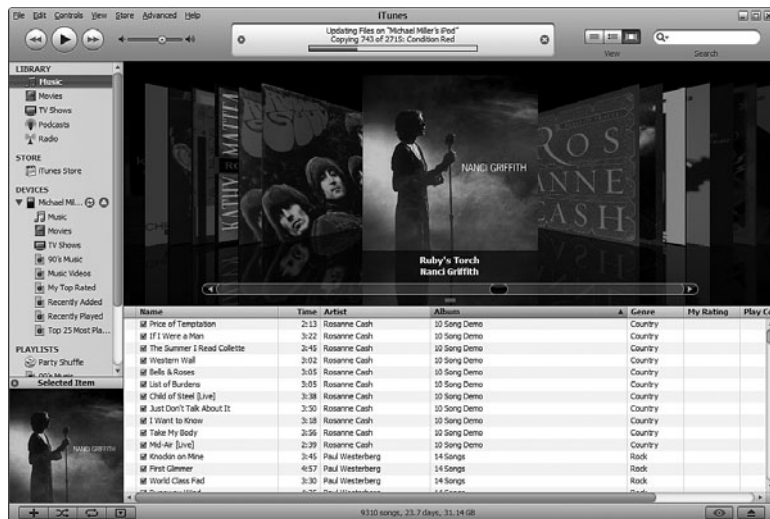 File Edit Controls View Store Advanced Help
iTunes
Updating Files on "Michael Miller's iPod"
Copying 743 of 2715: Condition Red
View
Search
LIBRARY
Music
Movies
TV Shows
Podcasts
Radio
STORE
iTunes Store
DEVICES
Michael Mil...
Music
Movies
TV Shows
90's Music
Music Videos
My Top Rated
Recently Added
Recently Played
Top 25 Most Pla...
PLAYLISTS
Party Shuffle
90's Music
Selected Item
NANCI GRIFFITH
KATHY MATTEA
NANCI GRIFFITH
ROS
ANNE
CASH
Ruby's Torch
Nanci Griffith
Name Time Artist Album Genre My Rating Play Co
Price of Temptation 2:13 Rosanne Cash 10 Song Demo Country
If I Were a Man 3:22 Rosanne Cash 10 Song Demo Country
The Summer I Read Collette 3:45 Rosanne Cash 10 Song Demo Country
Western Wall 3:02 Rosanne Cash 10 Song Demo Country
Bells & Roses 3:05 Rosanne Cash 10 Song Demo Country
List of Burdens 3:05 Rosanne Cash 10 Song Demo Country
Child of Steel [Live] 3:38 Rosanne Cash 10 Song Demo Country
Just Don't Talk About It 3:50 Rosanne Cash 10 Song Demo Country
I Want to Know 3:18 Rosanne Cash 10 Song Demo Country
Take My Body 3:56 Rosanne Cash 10 Song Demo Country
Mid-Air [Live] 2:39 Rosanne Cash 10 Song Demo Country
Knockin on Mine 3:45 Paul Westerberg 14 Songs Rock
First Glimmer 4:57 Paul Westerberg 14 Songs Rock
World Class Fad 3:30 Paul Westerberg 14 Songs Rock
9310 songs, 23.7 days, 31.14 GB